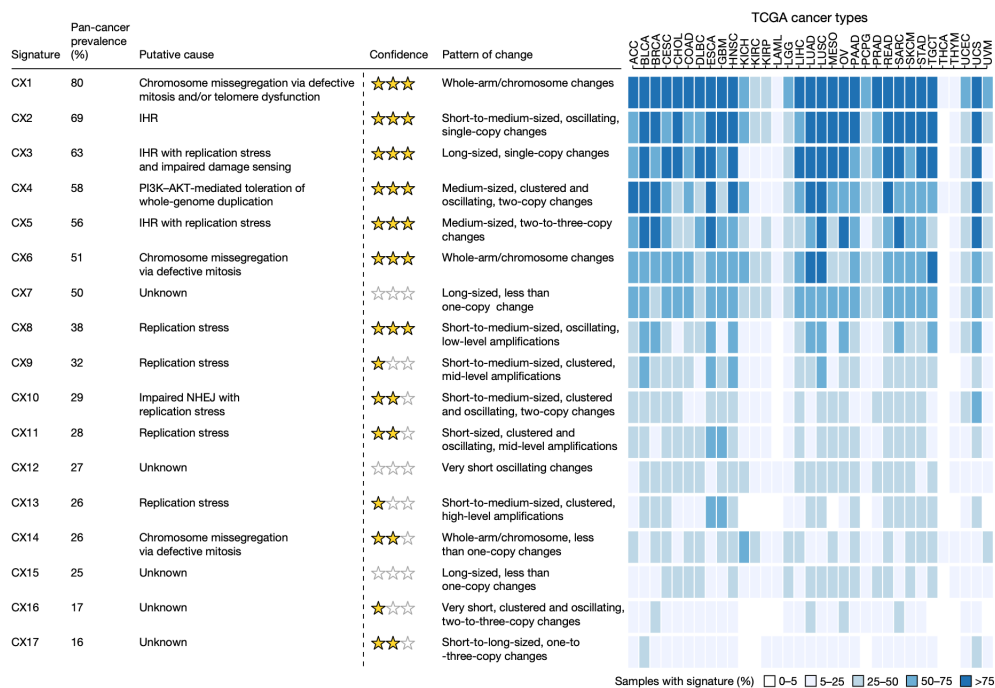 TCGA cancer types
Pan-cancer
prevalence
Signature (%) Putative cause Confidence Pattern of change
ACC BLCA BRCA CESC CHOL COAD DLBC ESCA GBM HNSC KICH KIRC KIRP LAML LGG LIHC LUAD LUSC MESO OV PAAD PCPG PRAD READ SARC SKCM STAD TGCT THCA THYM UCEC UCS UVM
CX1 80 Chromosome missegregation via defective Whole-arm/chromosome changes
mitosis and/or telomere dysfunction
CX2 69 IHR Short-to-medium-sized, oscillating,
single-copy changes
CX3 63 IHR with replication stress Long-sized, single-copy changes
and impaired damage sensing
CX4 58 PI3K–AKT-mediated toleration of Medium-sized, clustered and
whole-genome duplication oscillating, two-copy changes
CX5 56 IHR with replication stress Medium-sized, two-to-three-copy
changes
CX6 51 Chromosome missegregation Whole-arm/chromosome changes
via defective mitosis
CX7 50 Unknown Long-sized, less than
one-copy change
CX8 38 Replication stress Short-to-medium-sized, oscillating,
low-level amplifications
CX9 32 Replication stress Short-to-medium-sized, clustered,
mid-level amplifications
CX10 29 Impaired NHEJ with Short-to-medium-sized, clustered
replication stress and oscillating, two-copy changes
CX11 28 Replication stress Short-sized, clustered and
oscillating, mid-level amplifications
CX12 27 Unknown Very short oscillating changes
CX13 26 Replication stress Short-to-medium-sized, clustered,
high-level amplifications
CX14 26 Chromosome missegregation Whole-arm/chromosome, less
via defective mitosis than one-copy changes
CX15 25 Unknown Long-sized, less than
one-copy changes
CX16 17 Unknown Very short, clustered and oscillating,
two-to-three-copy changes
CX17 16 Unknown Short-to-long-sized, one-to
-three-copy changes
Samples with signature (%) 0–5 5–25 25–50 50–75 >75